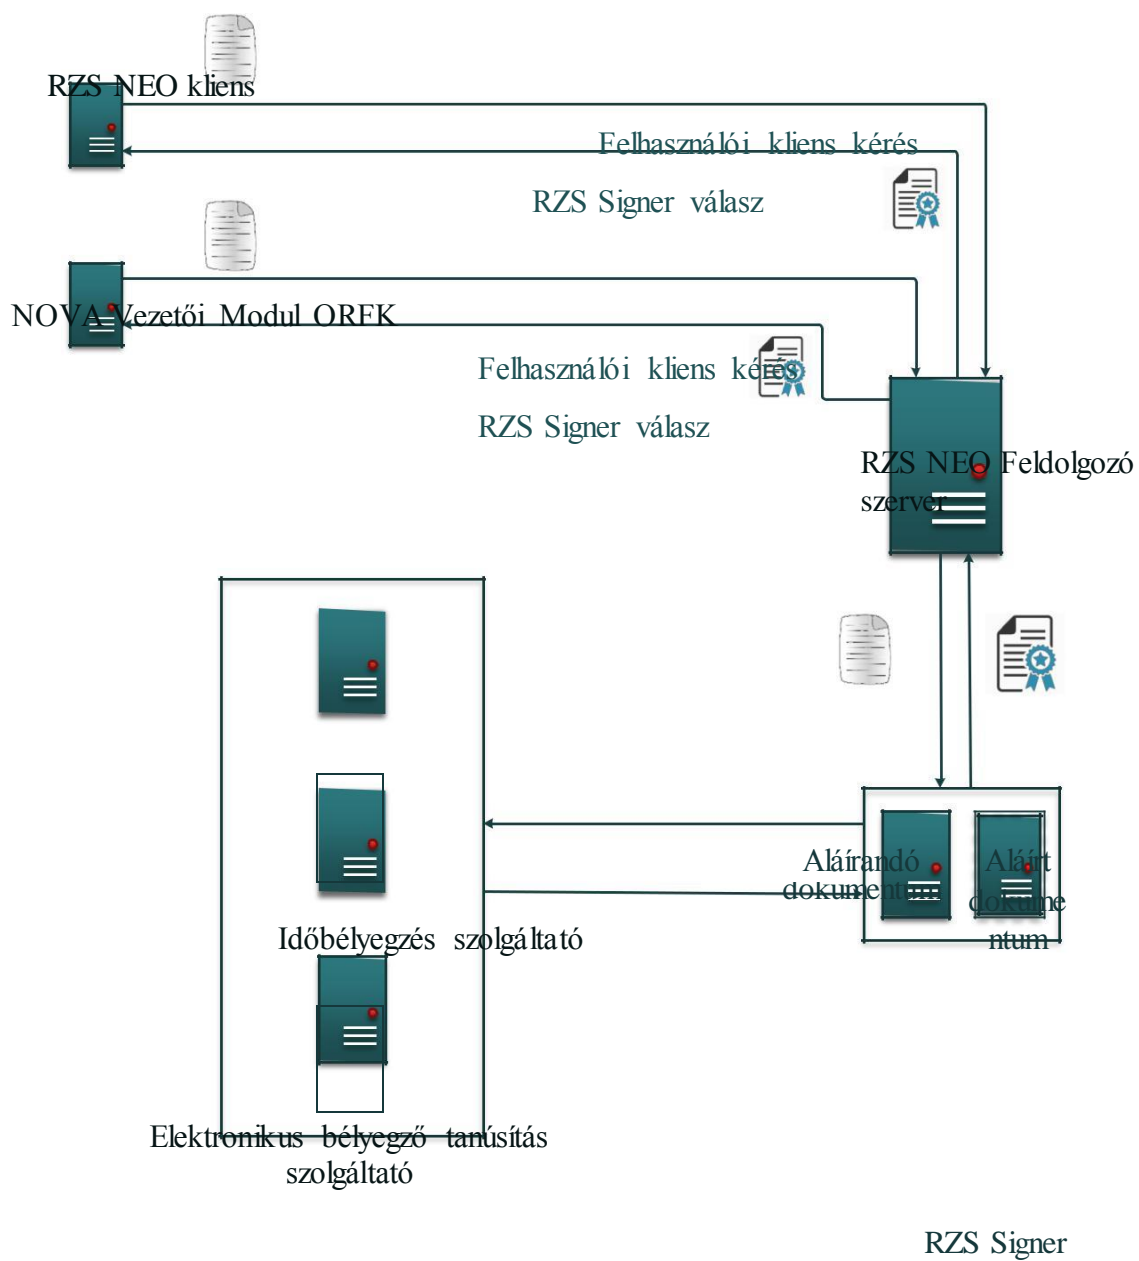 RZS NEO kliens
Felhasználói kliens kérés
RZS Signer válasz
NOVA Vezetői Modul ORFK
Felhasználói kliens kérés
RZS Signer válasz
RZS NEO Feldolgozó
szerver
Aláírandó
dokumentum
Aláírt
dokume
ntum
Időbélyegzés szolgáltató
Elektronikus bélyegző tanúsítás
szolgáltató
RZS Signer